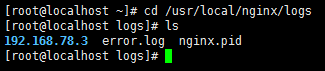 [root@localhost ~]# cd /usr/local/nginx/logs
[root@localhost logs]# ls
192.168.78.3  error.log  nginx.pid
[root@localhost logs]#